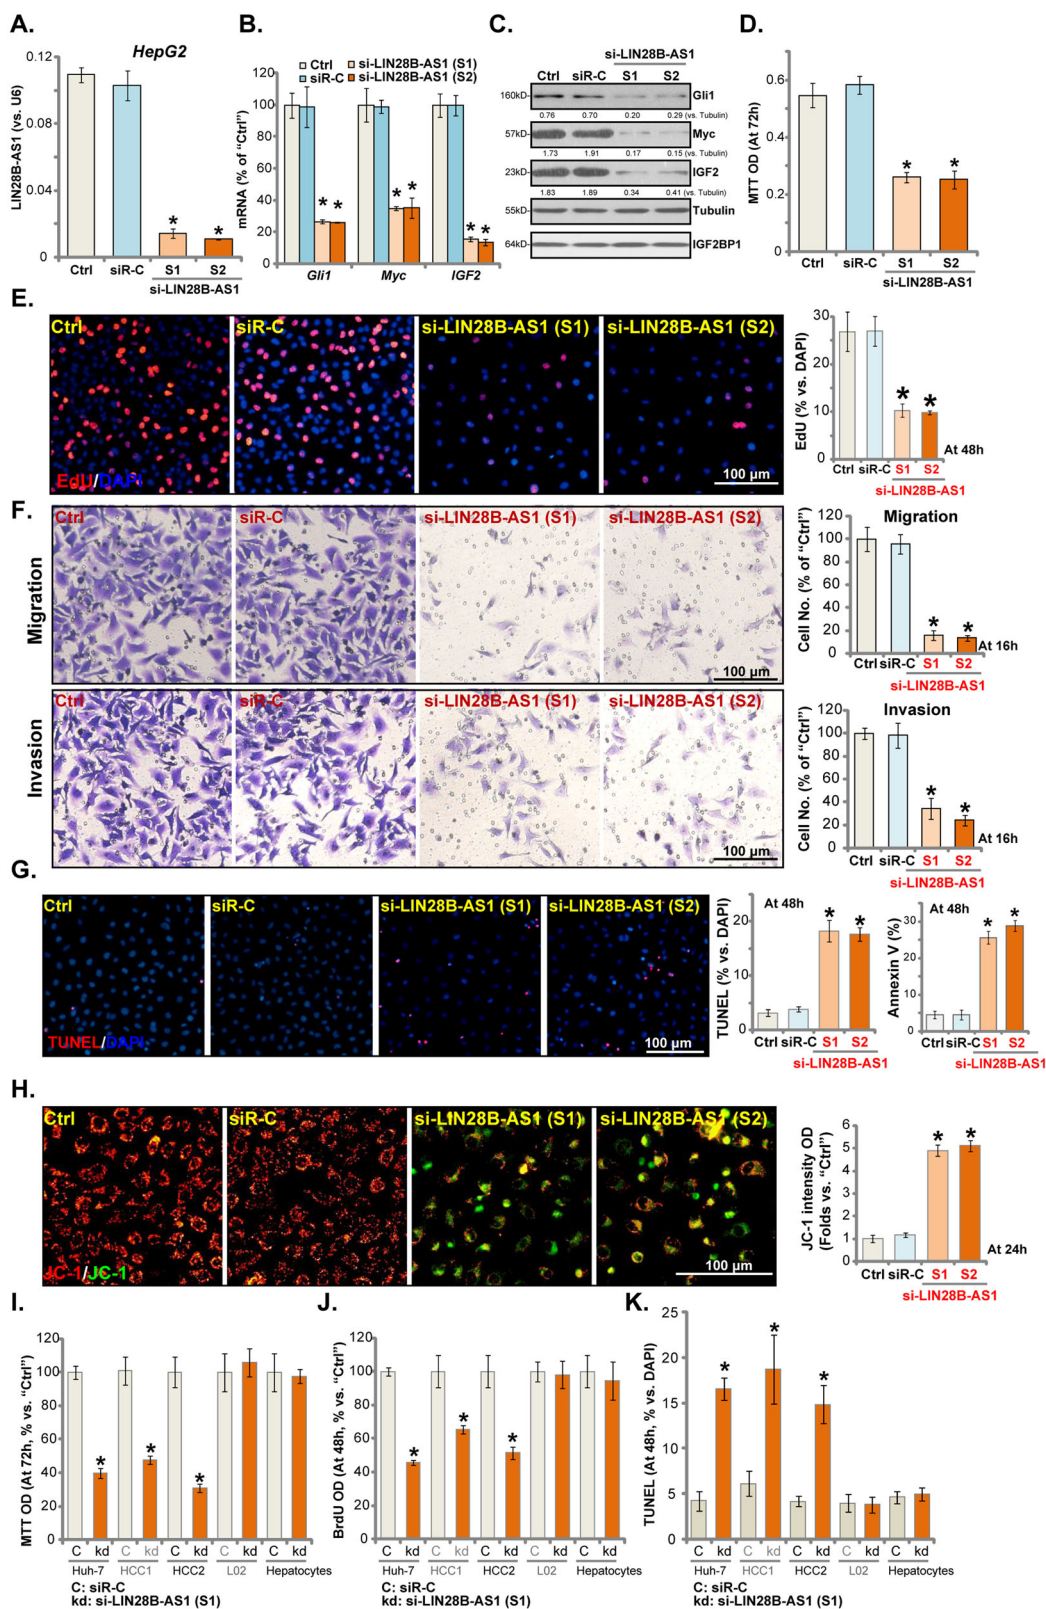 A.
HepG2
LIN28B-AS1 (vs. U6)
0.12
0.08
0.04
0
*
*
Ctrl siR-C S1 S2
si-LIN28B-AS1
B.
Ctrl si-LIN28B-AS1 (S1)
siR-C si-LIN28B-AS1 (S2)
mRNA (% of “Ctrl”)
120
100
80
60
40
20
0
* * * * * *
Gli1 Myc IGF2
C.
si-LIN28B-AS1
Ctrl siR-C S1 S2
160kD- Gli1
0.76 0.70 0.20 0.29 (vs. Tubulin)
57kD- Myc
1.73 1.91 0.17 0.15 (vs. Tubulin)
23kD- IGF2
1.83 1.89 0.34 0.41 (vs. Tubulin)
55kD- Tubulin
64kD- IGF2BP1
D.
MTT OD (At 72h)
0.6
0.4
0.2
0
* *
Ctrl siR-C S1 S2
si-LIN28B-AS1
E.
Ctrl siR-C si-LIN28B-AS1 (S1) si-LIN28B-AS1 (S2)
EdU/DAPI
100 μm
EdU (% vs. DAPI)
30
20
10
0
* *
Ctrl siR-C S1 S2
At 48h
si-LIN28B-AS1
F.
Migration
Ctrl siR-C si-LIN28B-AS1 (S1) si-LIN28B-AS1 (S2)
100 μm
Migration
Cell No. (% of “Ctrl”)
120
100
80
60
40
20
0
* *
At 16h
Ctrl siR-C S1 S2
si-LIN28B-AS1
Invasion
Ctrl siR-C si-LIN28B-AS1 (S1) si-LIN28B-AS1 (S2)
100 μm
Invasion
Cell No. (% of “Ctrl”)
120
100
80
60
40
20
0
* *
At 16h
Ctrl siR-C S1 S2
si-LIN28B-AS1
G.
Ctrl siR-C si-LIN28B-AS1 (S1) si-LIN28B-AS1 (S2)
TUNEL/DAPI
100 μm
TUNEL (% vs. DAPI)
At 48h
20
15
10
5
0
* *
Ctrl siR-C S1 S2
si-LIN28B-AS1
Annexin V (%)
At 48h
30
20
10
0
* *
Ctrl siR-C S1 S2
si-LIN28B-AS1
H.
Ctrl siR-C si-LIN28B-AS1 (S1) si-LIN28B-AS1 (S2)
JC-1/JC-1
100 μm
JC-1 intensity OD
(Folds vs. “Ctrl”)
6
5
4
3
2
1
0
* *
At 24h
Ctrl siR-C S1 S2
si-LIN28B-AS1
I.
MTT OD (At 72h, % vs. “Ctrl”)
120
100
80
60
40
20
0
* * *
C kd C kd C kd C kd C kd
Huh-7 HCC1 HCC2 L02 Hepatocytes
C: siR-C
kd: si-LIN28B-AS1 (S1)
J.
BrdU OD (At 48h, % vs. “Ctrl”)
120
100
80
60
40
20
0
* * *
C kd C kd C kd C kd C kd
Huh-7 HCC1 HCC2 L02 Hepatocytes
C: siR-C
kd: si-LIN28B-AS1 (S1)
K.
TUNEL (At 48h, % vs. DAPI)
25
20
15
10
5
0
* * *
C kd C kd C kd C kd C kd
Huh-7 HCC1 HCC2 L02 Hepatocytes
C: siR-C
kd: si-LIN28B-AS1 (S1)